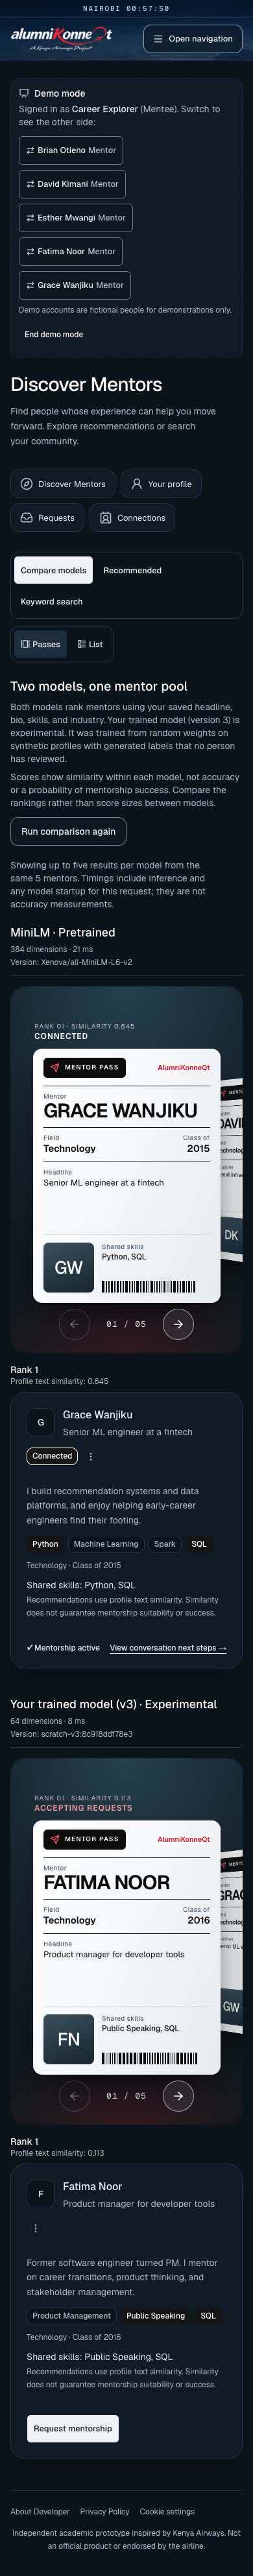 NAIROBI 00:57:50
alumniKonneQt
A Kenya Airways Project
Open navigation
Demo mode
Signed in as Career Explorer (Mentee). Switch to
see the other side:
Brian Otieno Mentor
David Kimani Mentor
Esther Mwangi Mentor
Fatima Noor Mentor
Grace Wanjiku Mentor
Demo accounts are fictional people for demonstrations only.
End demo mode
Discover Mentors
Find people whose experience can help you move
forward. Explore recommendations or search
your community.
Discover Mentors
Your profile
Requests
Connections
Compare models
Recommended
Keyword search
Passes
List
Two models, one mentor pool
Both models rank mentors using your saved headline,
bio, skills, and industry. Your trained model (version 3) is
experimental. It was trained from random weights on
synthetic profiles with generated labels that no person
has reviewed.
Scores show similarity within each model, not accuracy
or a probability of mentorship success. Compare the
rankings rather than score sizes between models.
Run comparison again
Showing up to five results per model from the
same 5 mentors. Timings include inference and
any model startup for this request; they are not
accuracy measurements.
MiniLM · Pretrained
384 dimensions · 21 ms
Version: Xenova/all-MiniLM-L6-v2
RANK 01 · SIMILARITY 0.645
CONNECTED
MENTOR PASS
AlumniKonneQt
Mentor
GRACE WANJIKU
Field
Class of
Technology
2015
Headline
Senior ML engineer at a fintech
GW
Shared skills
Python, SQL
DK
01 / 05
Rank 1
Profile text similarity: 0.645
G
Grace Wanjiku
Senior ML engineer at a fintech
Connected
I build recommendation systems and data
platforms, and enjoy helping early-career
engineers find their footing.
Python
Machine Learning
Spark
SQL
Technology · Class of 2015
Shared skills: Python, SQL
Recommendations use profile text similarity. Similarity
does not guarantee mentorship suitability or success.
✓ Mentorship active
View conversation next steps →
Your trained model (v3) · Experimental
64 dimensions · 8 ms
Version: scratch-v3:8c918ddf78e3
RANK 01 · SIMILARITY 0.113
ACCEPTING REQUESTS
MENTOR PASS
AlumniKonneQt
Mentor
FATIMA NOOR
Field
Class of
Technology
2016
Headline
Product manager for developer tools
FN
Shared skills
Public Speaking, SQL
GW
01 / 05
Rank 1
Profile text similarity: 0.113
F
Fatima Noor
Product manager for developer tools
Former software engineer turned PM. I mentor
on career transitions, product thinking, and
stakeholder management.
Product Management
Public Speaking
SQL
Technology · Class of 2016
Shared skills: Public Speaking, SQL
Recommendations use profile text similarity. Similarity
does not guarantee mentorship suitability or success.
Request mentorship
About Developer
Privacy Policy
Cookie settings
Independent academic prototype inspired by Kenya Airways. Not
an official product or endorsed by the airline.